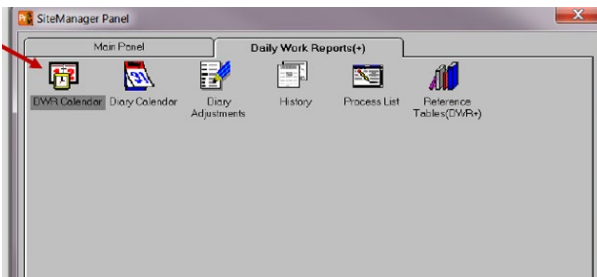 SiteManager Panel
Main Panel
Daily Work Reports(+)
DWR Calendar
Diary Calendar
Diary
Adjustments
History
Process List
Reference
Tables(DWR+)